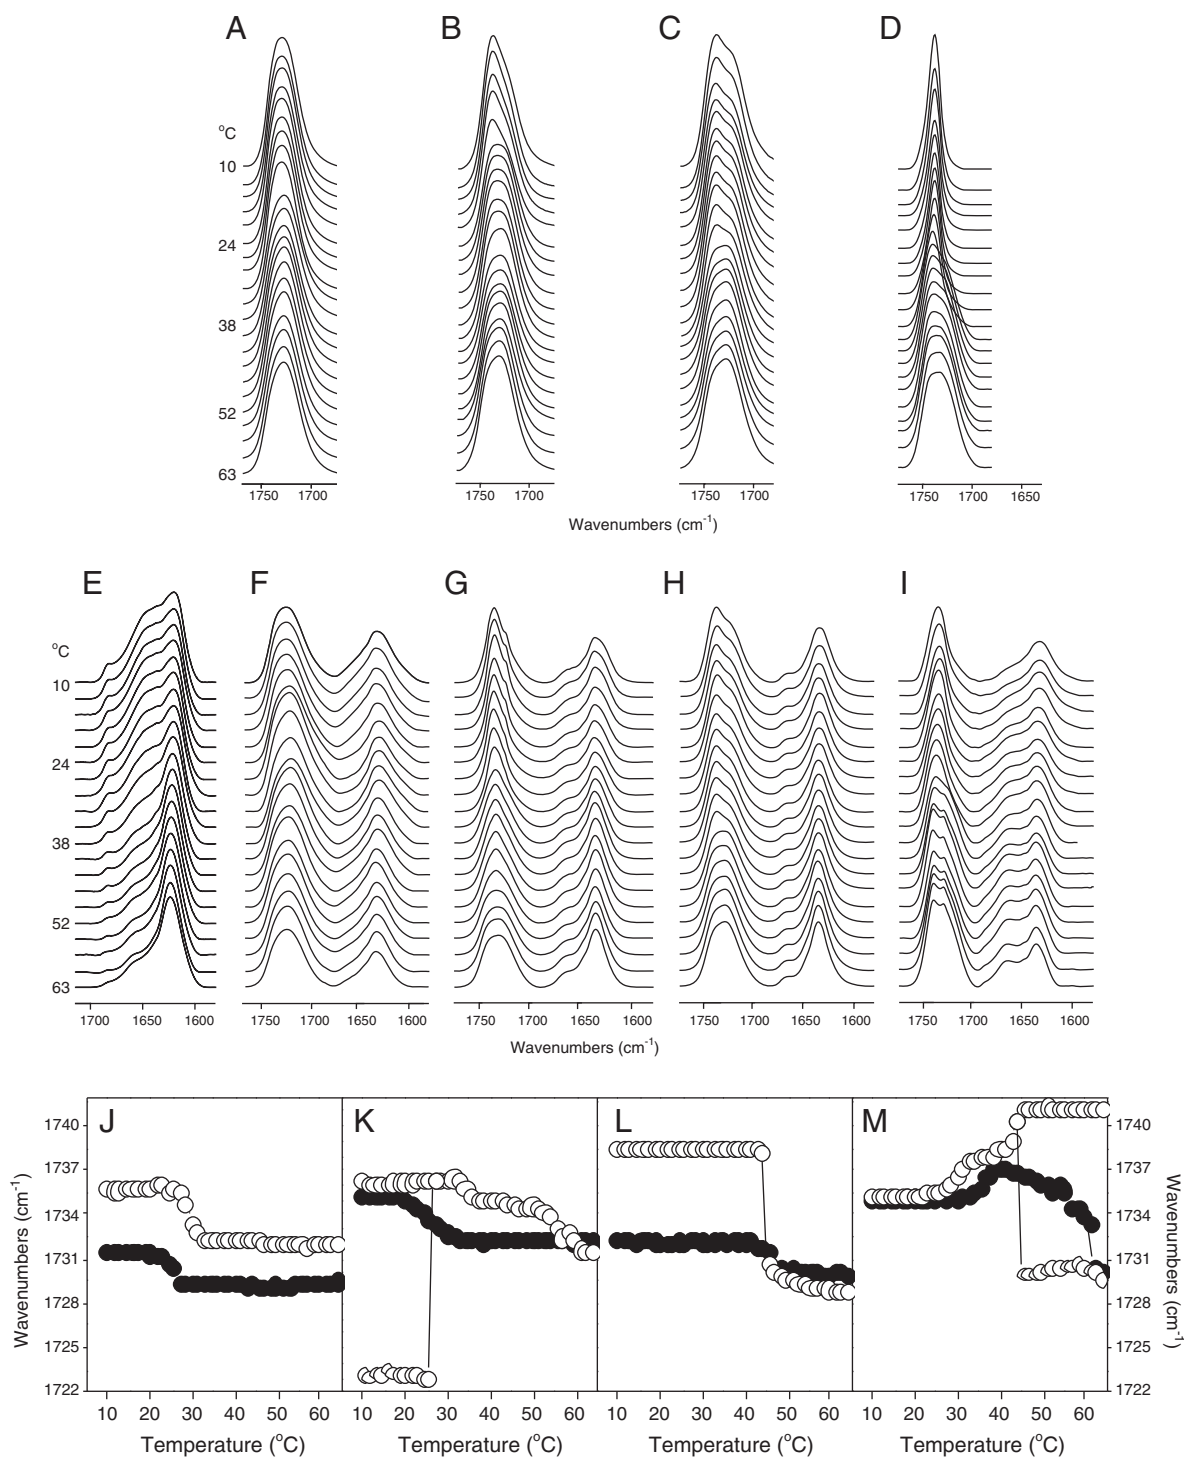 A B C D
°C
10
24
38
52
63
1750 1700 1750 1700 1750 1700 1750 1700 1650
Wavenumbers (cm-1)
E F G H I
°C
10
24
38
52
63
1700 1650 1600 1750 1700 1650 1600 1750 1700 1650 1600 1750 1700 1650 1600 1750 1700 1650 1600
Wavenumbers (cm-1)
J K L M
1740 1740
1737 1737
1734 1734
1731 1731
1728 1728
1725 1725
1722 1722
Wavenumbers (cm-1)
Wavenumbers (cm-1)
10 20 30 40 50 60 10 20 30 40 50 60 10 20 30 40 50 60 10 20 30 40 50 60
Temperature (°C) Temperature (°C) Temperature (°C) Temperature (°C)